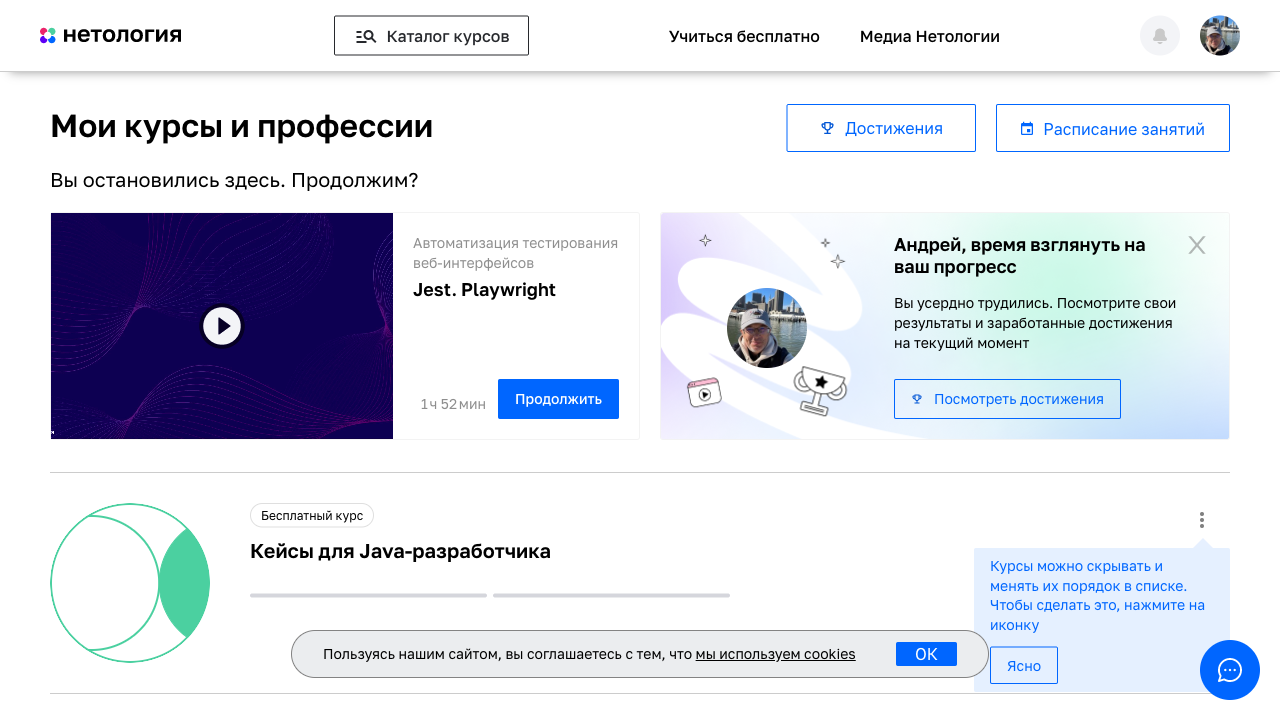 нетология
Каталог курсов
Учиться бесплатно
Медиа Нетологии
Мои курсы и профессии
Достижения
Расписание занятий
Вы остановились здесь. Продолжим?
Автоматизация тестирования
веб-интерфейсов
Jest. Playwright
1 ч 52 мин
Продолжить
Андрей, время взглянуть на
ваш прогресс
Вы усердно трудились. Посмотрите свои
результаты и заработанные достижения
на текущий момент
Посмотреть достижения
Бесплатный курс
Кейсы для Java-разработчика
Курсы можно скрывать и
менять их порядок в списке.
Чтобы сделать это, нажмите на
иконку
Ясно
Пользуясь нашим сайтом, вы соглашаетесь с тем, что мы используем cookies
ОК